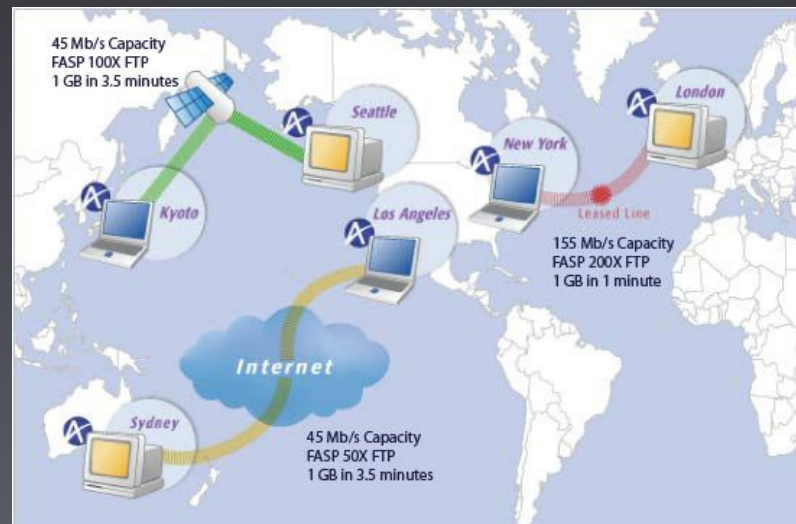 45 Mb/s Capacity
FASP 100X FTP
1 GB in 3.5 minutes
Seattle
Kyoto
London
New York
Leased Line
155 Mb/s Capacity
FASP 200X FTP
1 GB in 1 minute
Los Angeles
Internet
Sydney
45 Mb/s Capacity
FASP 50X FTP
1 GB in 3.5 minutes